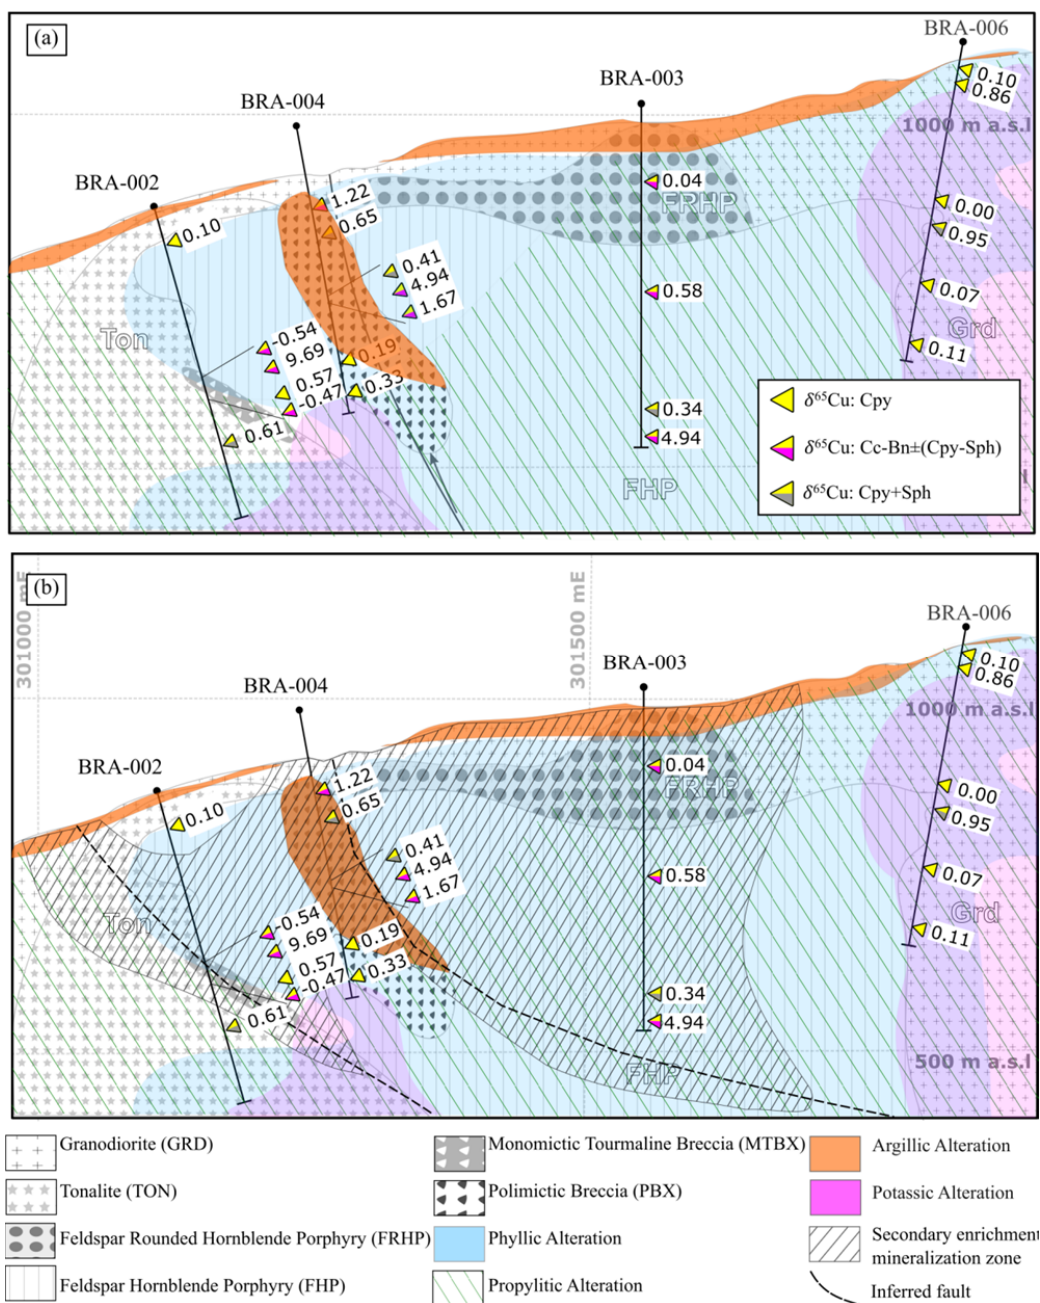 (a)
BRA-006
BRA-003
BRA-004
BRA-002
0.10
0.86
1000 m a.s.l
1.22
0.65
0.10
0.04
FRHP
0.00
0.95
0.41
4.94
1.67
0.58
0.07
Grd
0.11
Ton
-0.54
9.69
0.57
-0.47
0.61
0.19
0.33
0.34
4.94
FHP
δ⁶⁵Cu: Cpy
δ⁶⁵Cu: Cc-Bn±(Cpy-Sph)
δ⁶⁵Cu: Cpy+Sph
(b)
301000 mE
301500 mE
BRA-006
BRA-003
BRA-004
BRA-002
0.10
0.86
1000 m a.s.l
1.22
0.65
0.10
0.04
FRHP
0.00
0.95
0.41
4.94
1.67
0.58
0.07
Grd
0.11
Ton
-0.54
9.69
0.57
-0.47
0.61
0.19
0.33
0.34
4.94
FHP
500 m a.s.l
Granodiorite (GRD)
Tonalite (TON)
Feldspar Rounded Hornblende Porphyry (FRHP)
Feldspar Hornblende Porphyry (FHP)
Monomictic Tourmaline Breccia (MTBX)
Polimictic Breccia (PBX)
Phyllic Alteration
Propylitic Alteration
Argillic Alteration
Potassic Alteration
Secondary enrichment
mineralization zone
Inferred fault